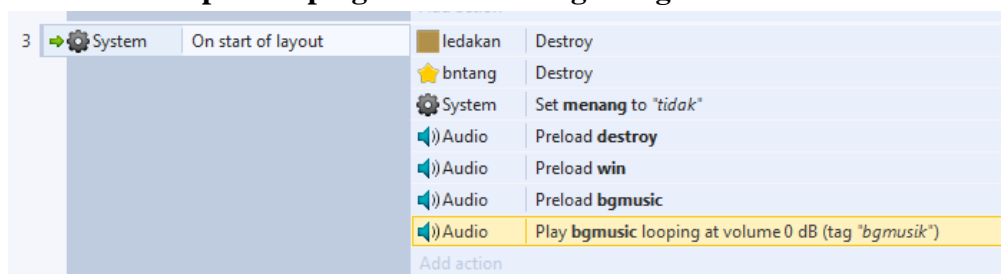 3 System On start of layout ledakan Destroy
bntang Destroy
System Set menang to "tidak"
Audio Preload destroy
Audio Preload win
Audio Preload bgmusic
Audio Play bgmusic looping at volume 0 dB (tag "bgmusik")
Add action